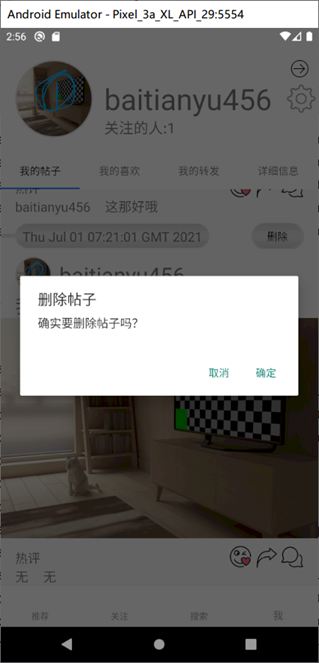 Android Emulator - Pixel_3a_XL_API_29:5554
2:56
baitianyu456
关注的人:1
我的帖子 我的喜欢 我的转发 详细信息
热评
baitianyu456 这那好哦
Thu Jul 01 07:21:01 GMT 2021 删除
baitianyu456
删除帖子
确实要删除帖子吗?
取消 确定
热评
无 无
推荐 关注 搜索 我